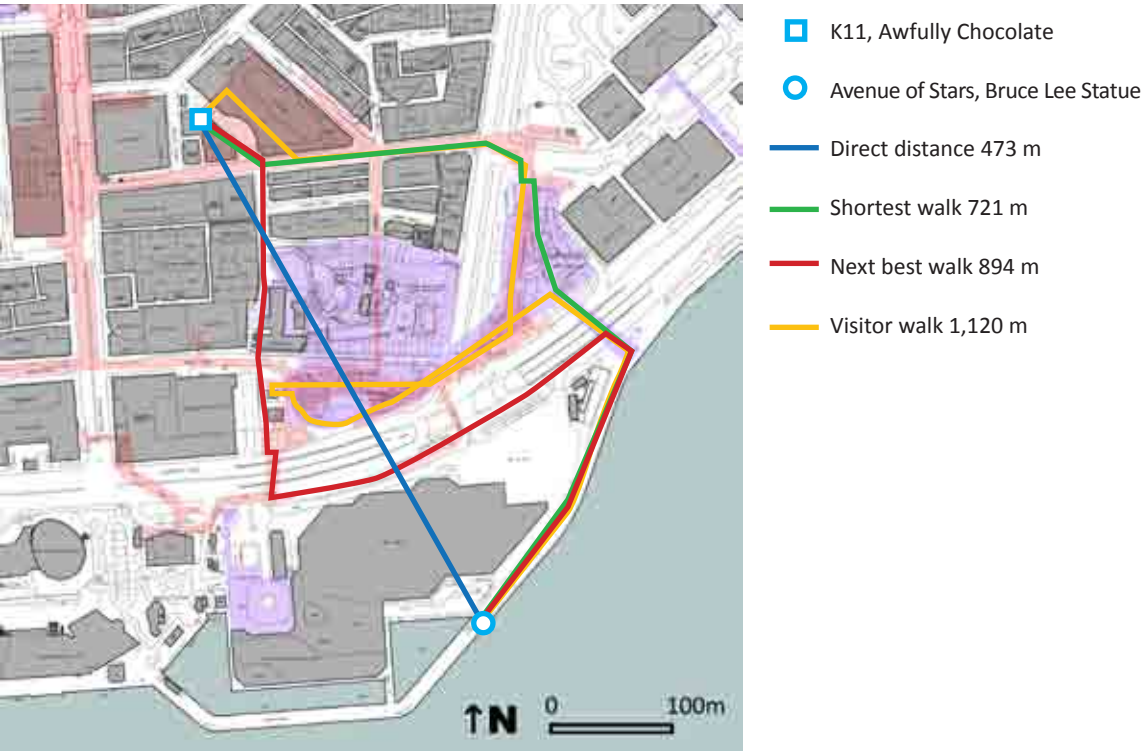 K11, Awfully Chocolate
Avenue of Stars, Bruce Lee Statue
Direct distance 473 m
Shortest walk 721 m
Next best walk 894 m
Visitor walk 1,120 m
↑N
0 100m